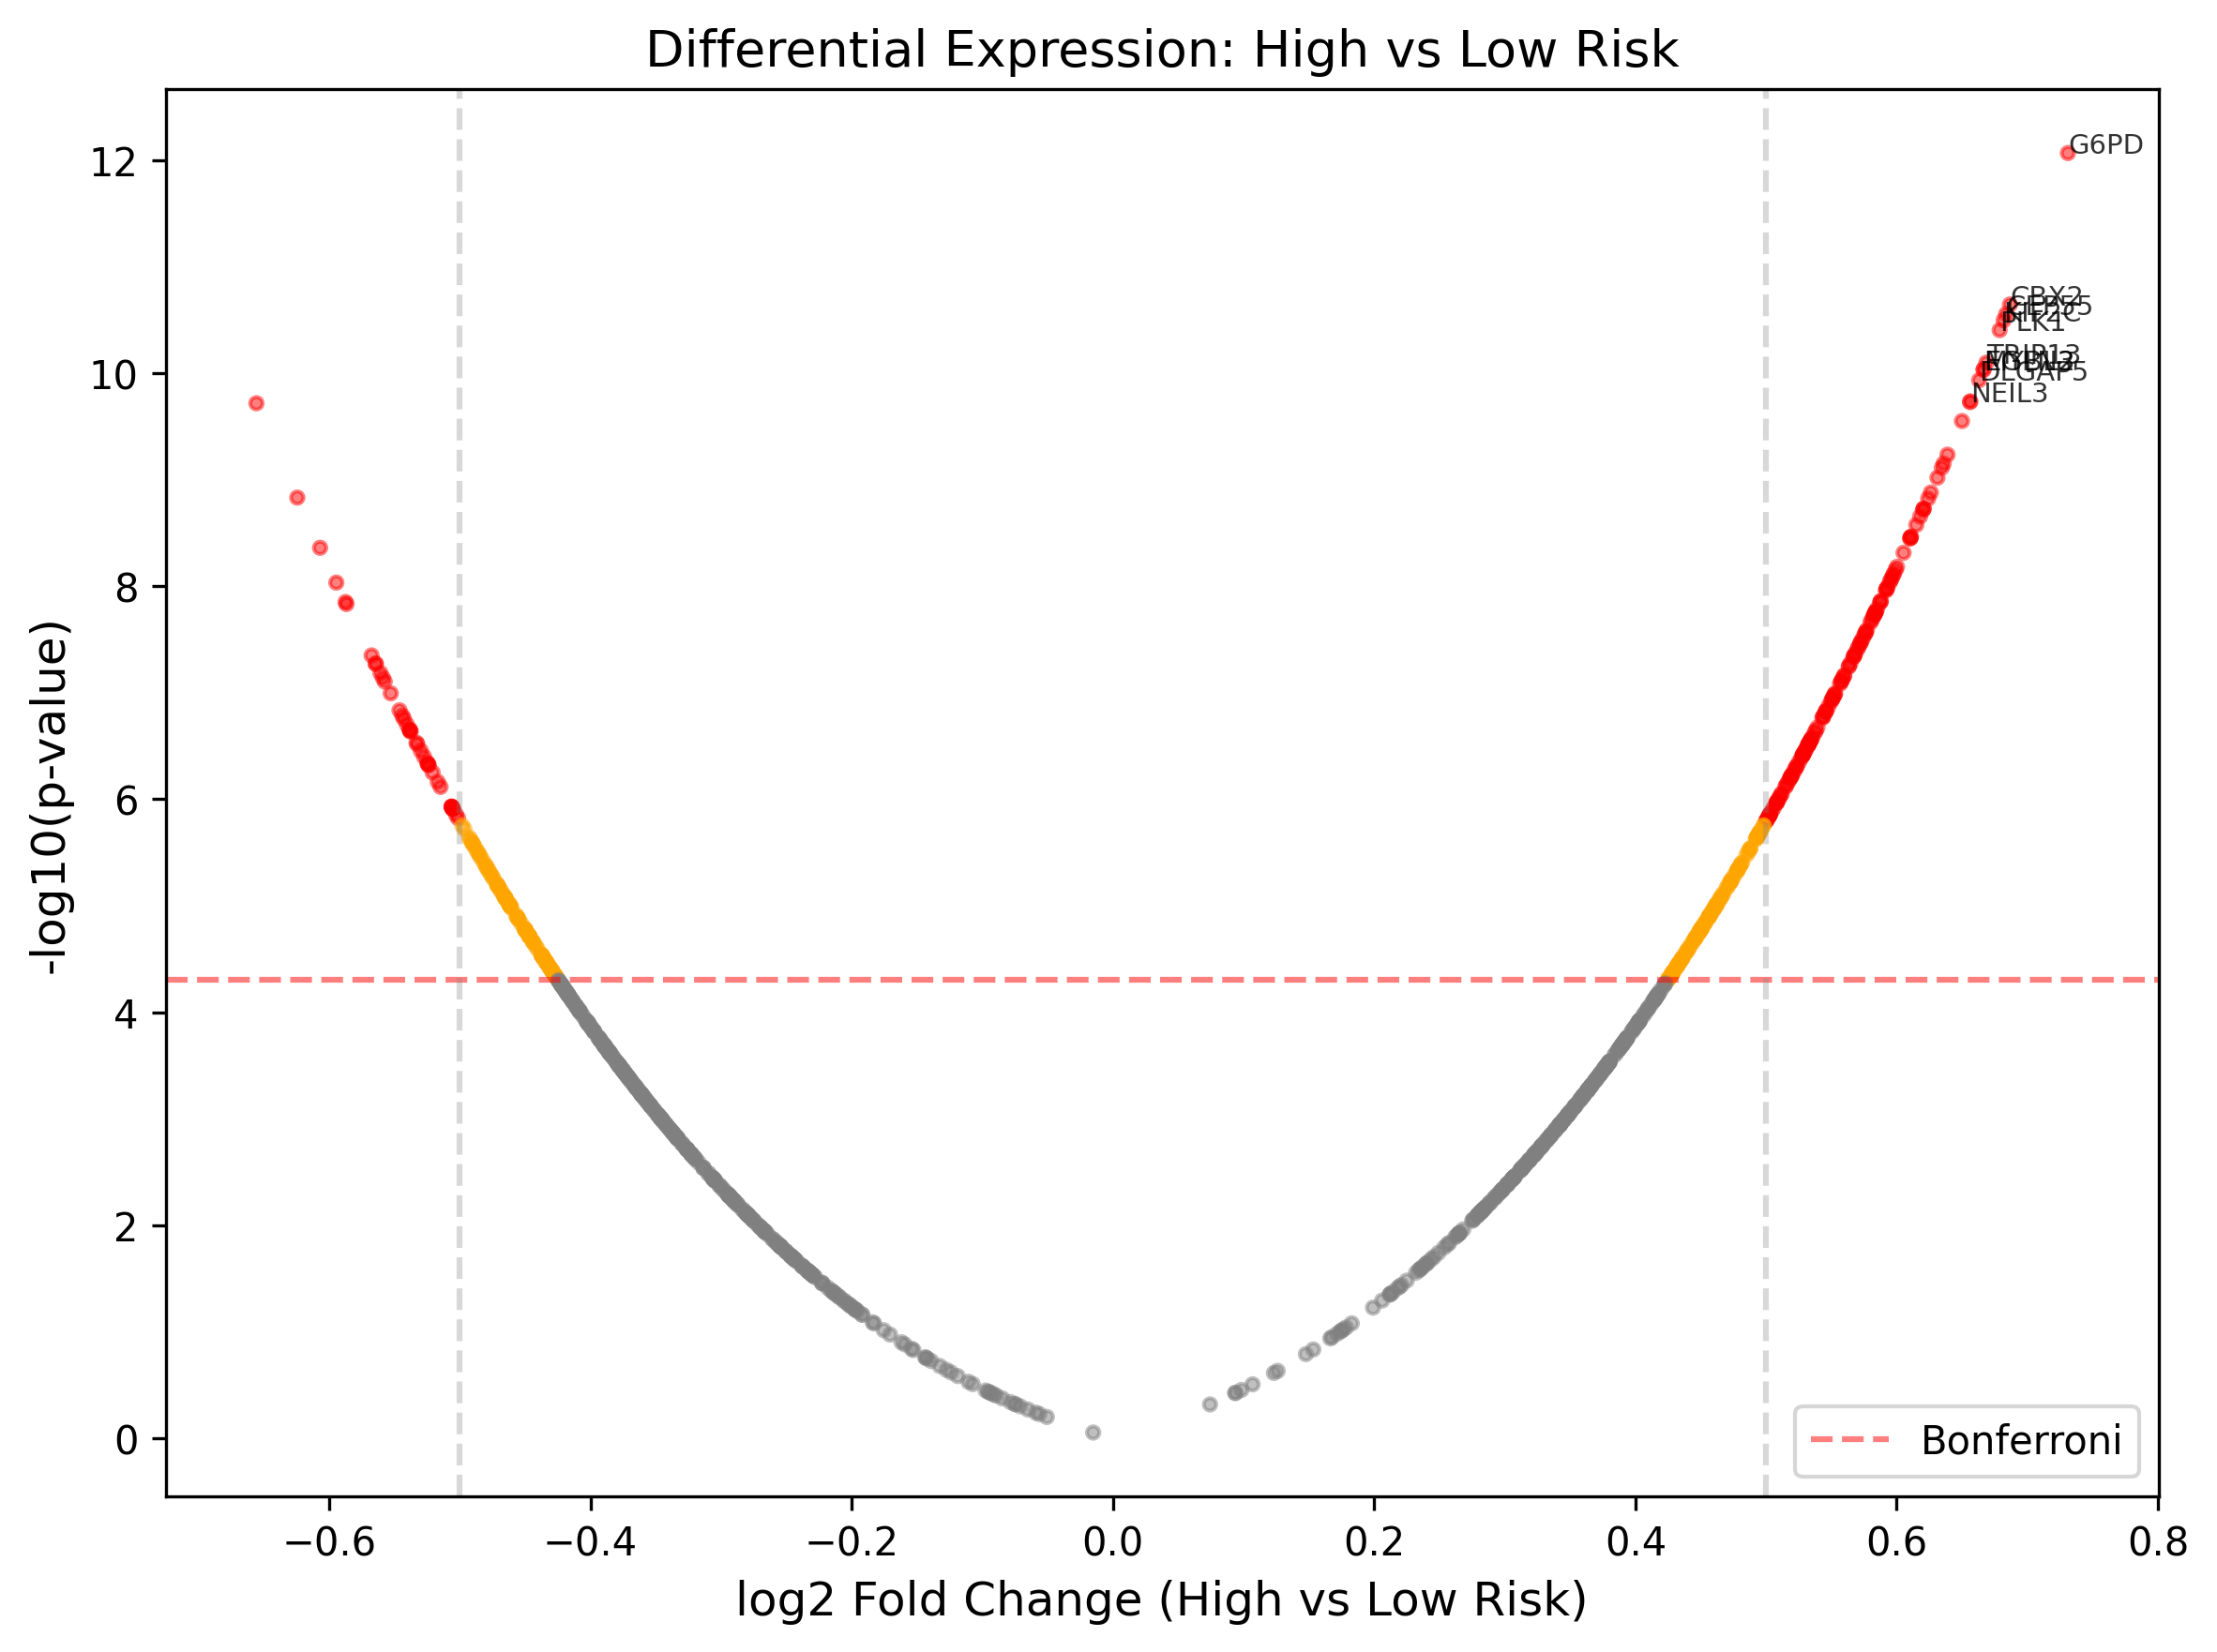 Differential Expression: High vs Low Risk
-log10(p-value)
12
10
8
6
4
2
0
G6PD
CBX2
CEP55
KIF2C
PLK1
TRIP13
DLGAP5
NEIL3
Bonferroni
−0.6
−0.4
−0.2
0.0
0.2
0.4
0.6
0.8
log2 Fold Change (High vs Low Risk)